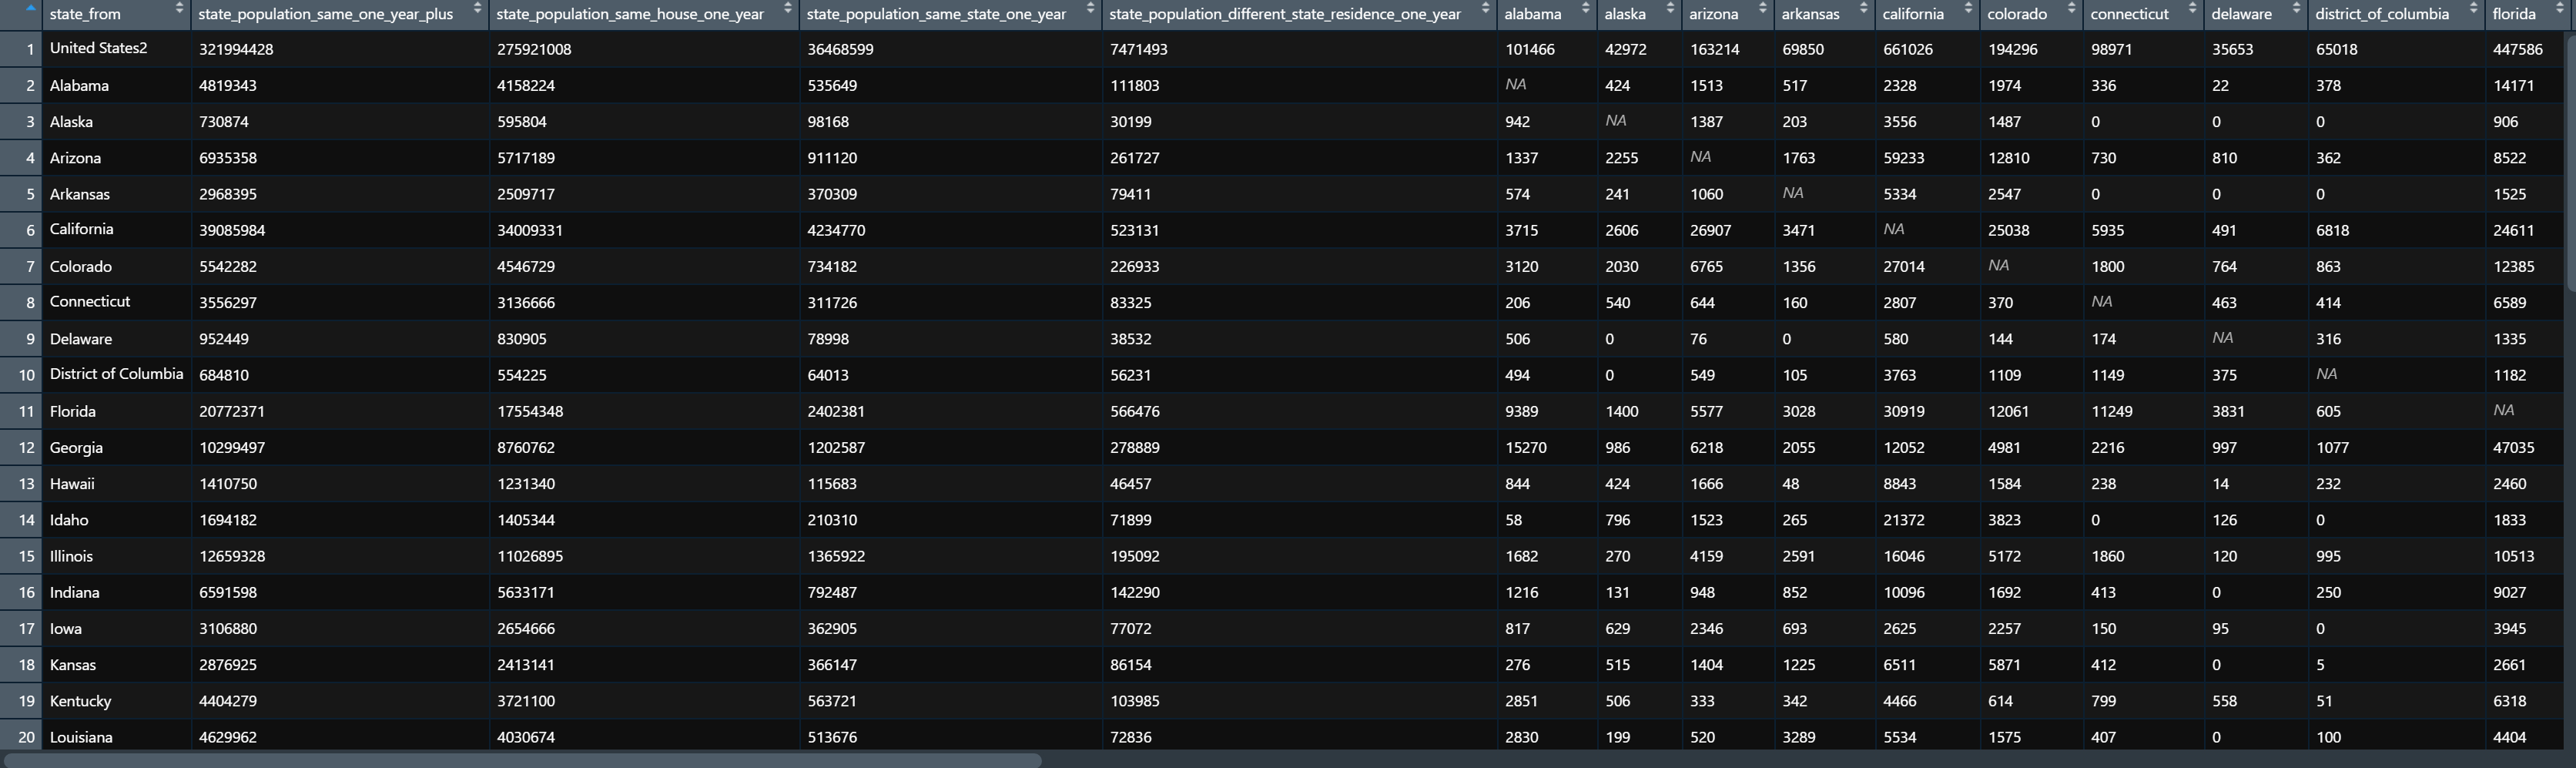 state_from state_population_same_one_year_plus state_population_same_house_one_year state_population_same_state_one_year state_population_different_state_residence_one_year alabama alaska arizona arkansas california colorado connecticut delaware district_of_columbia florida
1 United States2 321994428 275921008 36468599 7471493 101466 42972 163214 69850 661026 194296 98971 35653 65018 447586
2 Alabama 4819343 4158224 535649 111803 NA 424 1513 517 2328 1974 336 22 378 14171
3 Alaska 730874 595804 98168 30199 942 NA 1387 203 3556 1487 0 0 0 906
4 Arizona 6935358 5717189 911120 261727 1337 2255 NA 1763 59233 12810 730 810 362 8522
5 Arkansas 2968395 2509717 370309 79411 574 241 1060 NA 5334 2547 0 0 0 1525
6 California 39085984 34009331 4234770 523131 3715 2606 26907 3471 NA 25038 5935 491 6818 24611
7 Colorado 5542282 4546729 734182 226933 3120 2030 6765 1356 27014 NA 1800 764 863 12385
8 Connecticut 3556297 3136666 311726 83325 206 540 644 160 2807 370 NA 463 414 6589
9 Delaware 952449 830905 78998 38532 506 0 76 0 580 144 174 NA 316 1335
10 District of Columbia 684810 554225 64013 56231 494 0 549 105 3763 1109 1149 375 NA 1182
11 Florida 20772371 17554348 2402381 566476 9389 1400 5577 3028 30919 12061 11249 3831 605 NA
12 Georgia 10299497 8760762 1202587 278889 15270 986 6218 2055 12052 4981 2216 997 1077 47035
13 Hawaii 1410750 1231340 115683 46457 844 424 1666 48 8843 1584 238 14 232 2460
14 Idaho 1694182 1405344 210310 71899 58 796 1523 265 21372 3823 0 126 0 1833
15 Illinois 12659328 11026895 1365922 195092 1682 270 4159 2591 16046 5172 1860 120 995 10513
16 Indiana 6591598 5633171 792487 142290 1216 131 948 852 10096 1692 413 0 250 9027
17 Iowa 3106880 2654666 362905 77072 817 629 2346 693 2625 2257 150 95 0 3945
18 Kansas 2876925 2413141 366147 86154 276 515 1404 1225 6511 5871 412 0 5 2661
19 Kentucky 4404279 3721100 563721 103985 2851 506 333 342 4466 614 799 558 51 6318
20 Louisiana 4629962 4030674 513676 72836 2830 199 520 3289 5534 1575 407 0 100 4404